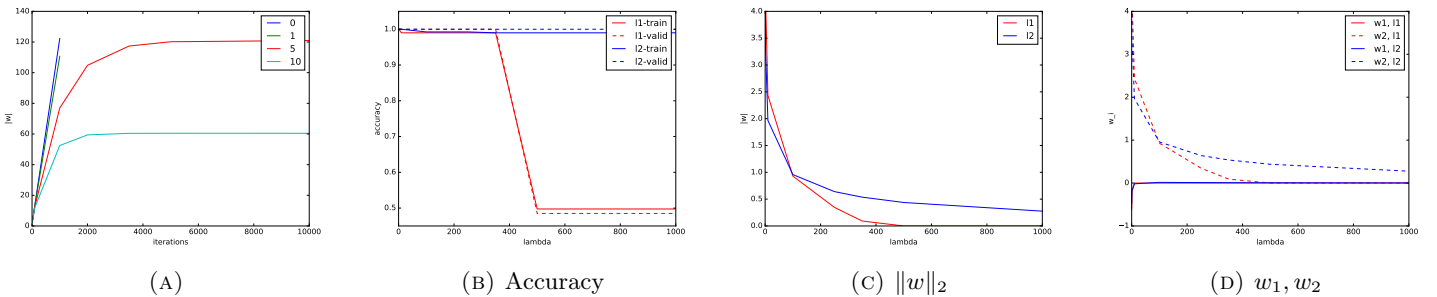 140
120
100
80
60
40
20
0
0 2000 4000 6000 8000 10000
iterations
|w|
0
1
5
10
(A)
1.0
0.9
0.8
0.7
0.6
0.5
0 200 400 600 800 1000
lambda
accuracy
l1-train
l1-valid
l2-train
l2-valid
(B) Accuracy
4.0
3.5
3.0
2.5
2.0
1.5
1.0
0.5
0.0
0 200 400 600 800 1000
lambda
|w|
l1
l2
(C) ‖w‖₂
4
3
2
1
0
−1
0 200 400 600 800 1000
lambda
w_i
w1, l1
w2, l1
w1, l2
w2, l2
(D) w₁, w₂